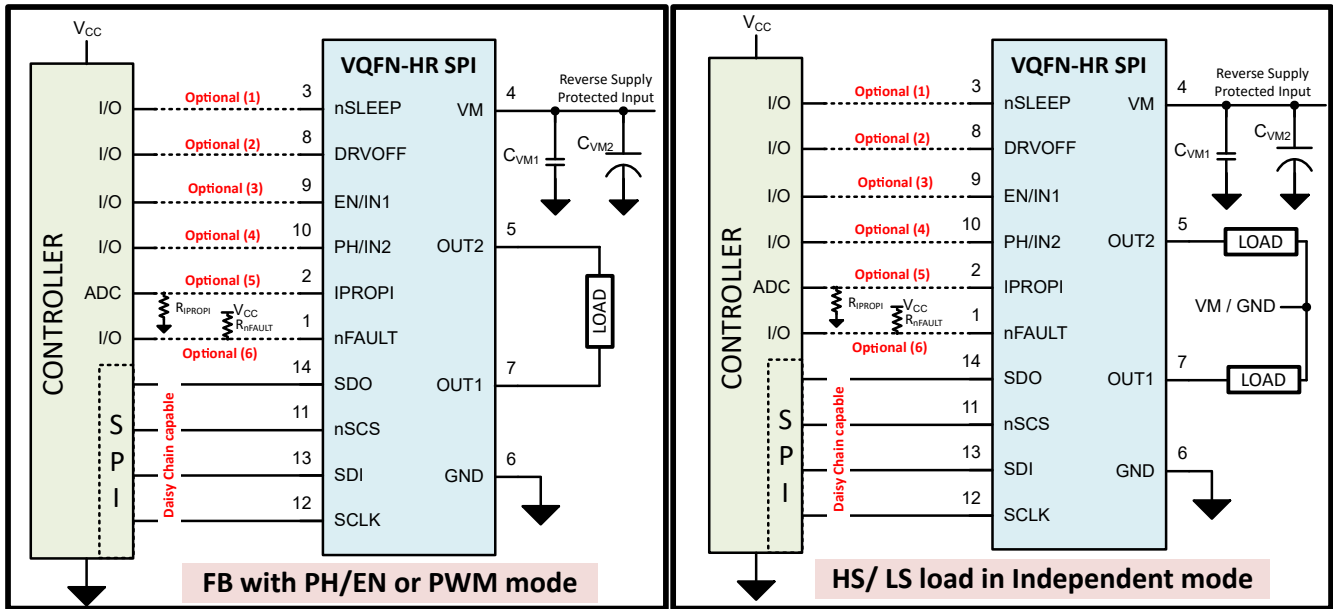 VCC
CONTROLLER
I/O
I/O
I/O
I/O
ADC
I/O
SPI
Optional (1)
Optional (2)
Optional (3)
Optional (4)
Optional (5)
RIPROPI
VCC
RnFAULT
Optional (6)
Daisy Chain capable
3
8
9
10
2
1
14
11
13
12
VQFN-HR SPI
nSLEEP
DRVOFF
EN/IN1
PH/IN2
IPROPI
nFAULT
SDO
nSCS
SDI
SCLK
VM
OUT2
OUT1
GND
4
5
7
6
Reverse Supply
Protected Input
CVM1
CVM2
LOAD
FB with PH/EN or PWM mode
VCC
CONTROLLER
I/O
I/O
I/O
I/O
ADC
I/O
SPI
Optional (1)
Optional (2)
Optional (3)
Optional (4)
Optional (5)
RIPROPI
VCC
RnFAULT
Optional (6)
Daisy Chain capable
3
8
9
10
2
1
14
11
13
12
VQFN-HR SPI
nSLEEP
DRVOFF
EN/IN1
PH/IN2
IPROPI
nFAULT
SDO
nSCS
SDI
SCLK
VM
OUT2
OUT1
GND
4
5
7
6
Reverse Supply
Protected Input
CVM1
CVM2
LOAD
VM / GND
LOAD
HS/ LS load in Independent mode